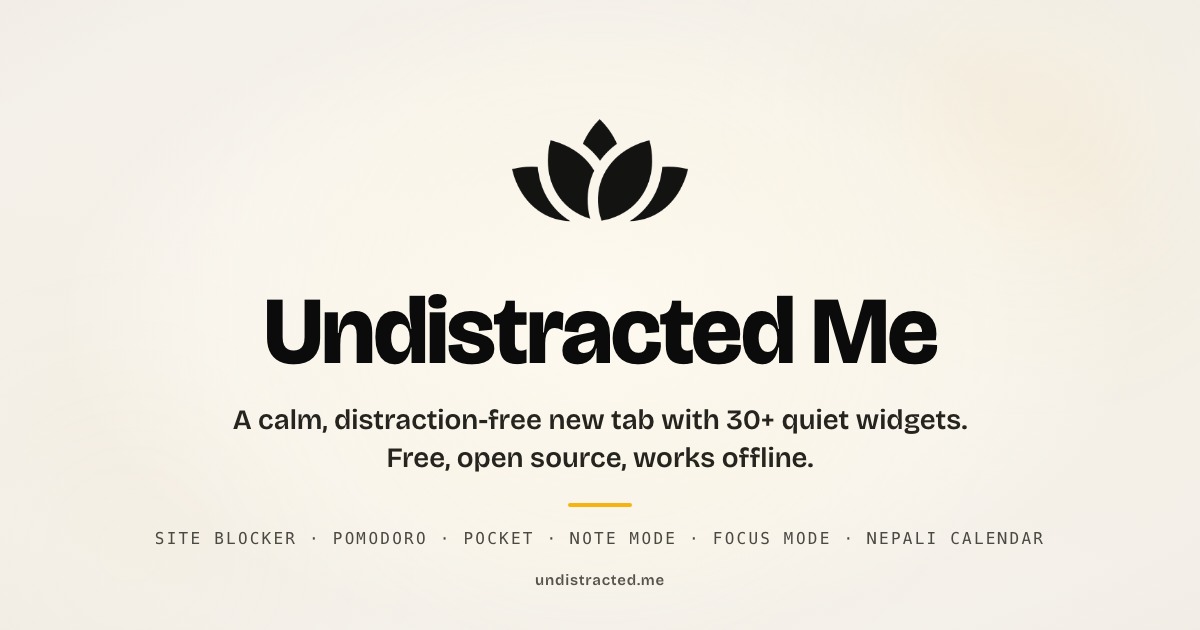 Undistracted Me
A calm, distraction-free new tab with 30+ quiet widgets.
Free, open source, works offline.
SITE BLOCKER · POMODORO · POCKET · NOTE MODE · FOCUS MODE · NEPALI CALENDAR
undistracted.me